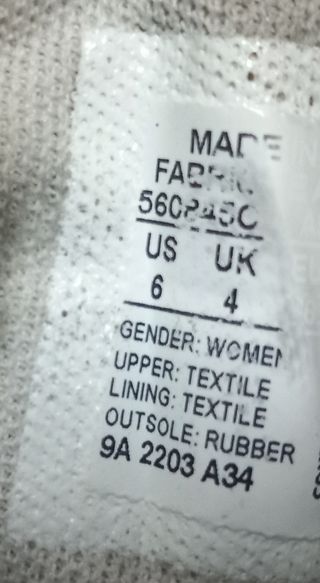 MADE
US UK
6 4
GENDER: WOMEN
UPPER: TEXTILE
LINING: TEXTILE
OUTSOLE: RUBBER
9A 2203 A34